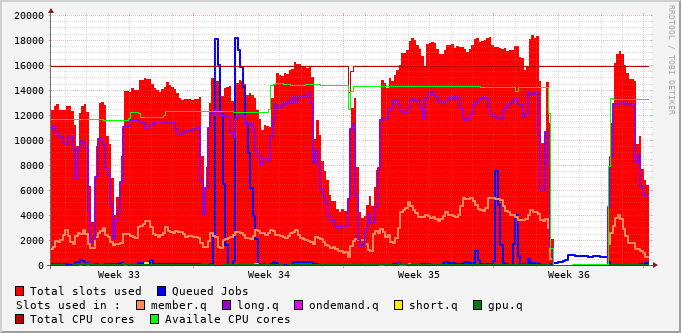 RRDTOOL / TOBI OETIKER
20000
18000
16000
14000
12000
10000
8000
6000
4000
2000
0
Week 33 Week 34 Week 35 Week 36
Total slots used Queued Jobs
Slots used in : member.q long.q ondemand.q short.q gpu.q
Total CPU cores Availale CPU cores